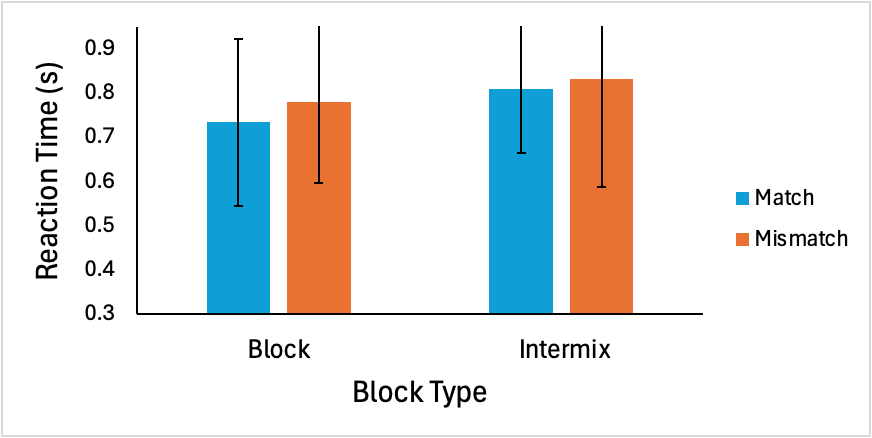 Reaction Time (s)
0.9
0.8
0.7
0.6
0.5
0.4
0.3
Block
Intermix
Block Type
Match
Mismatch